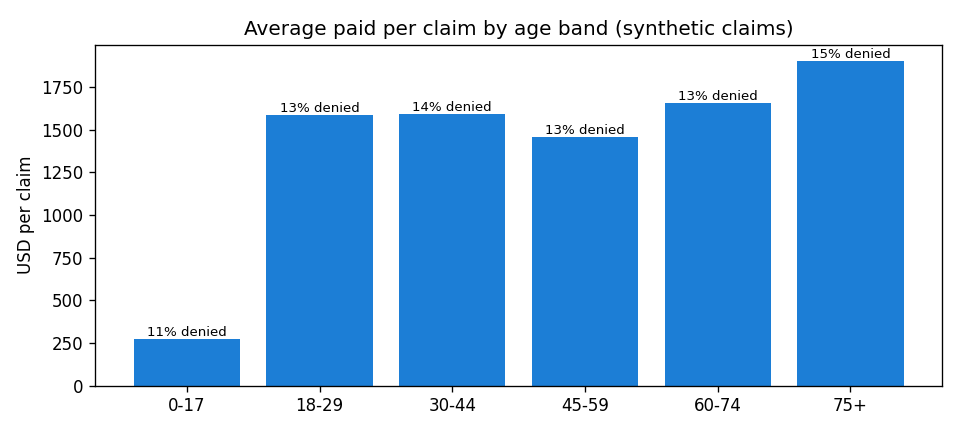 Average paid per claim by age band (synthetic claims)
USD per claim
1750
1500
1250
1000
750
500
250
0
11% denied
13% denied
14% denied
13% denied
13% denied
15% denied
0-17
18-29
30-44
45-59
60-74
75+